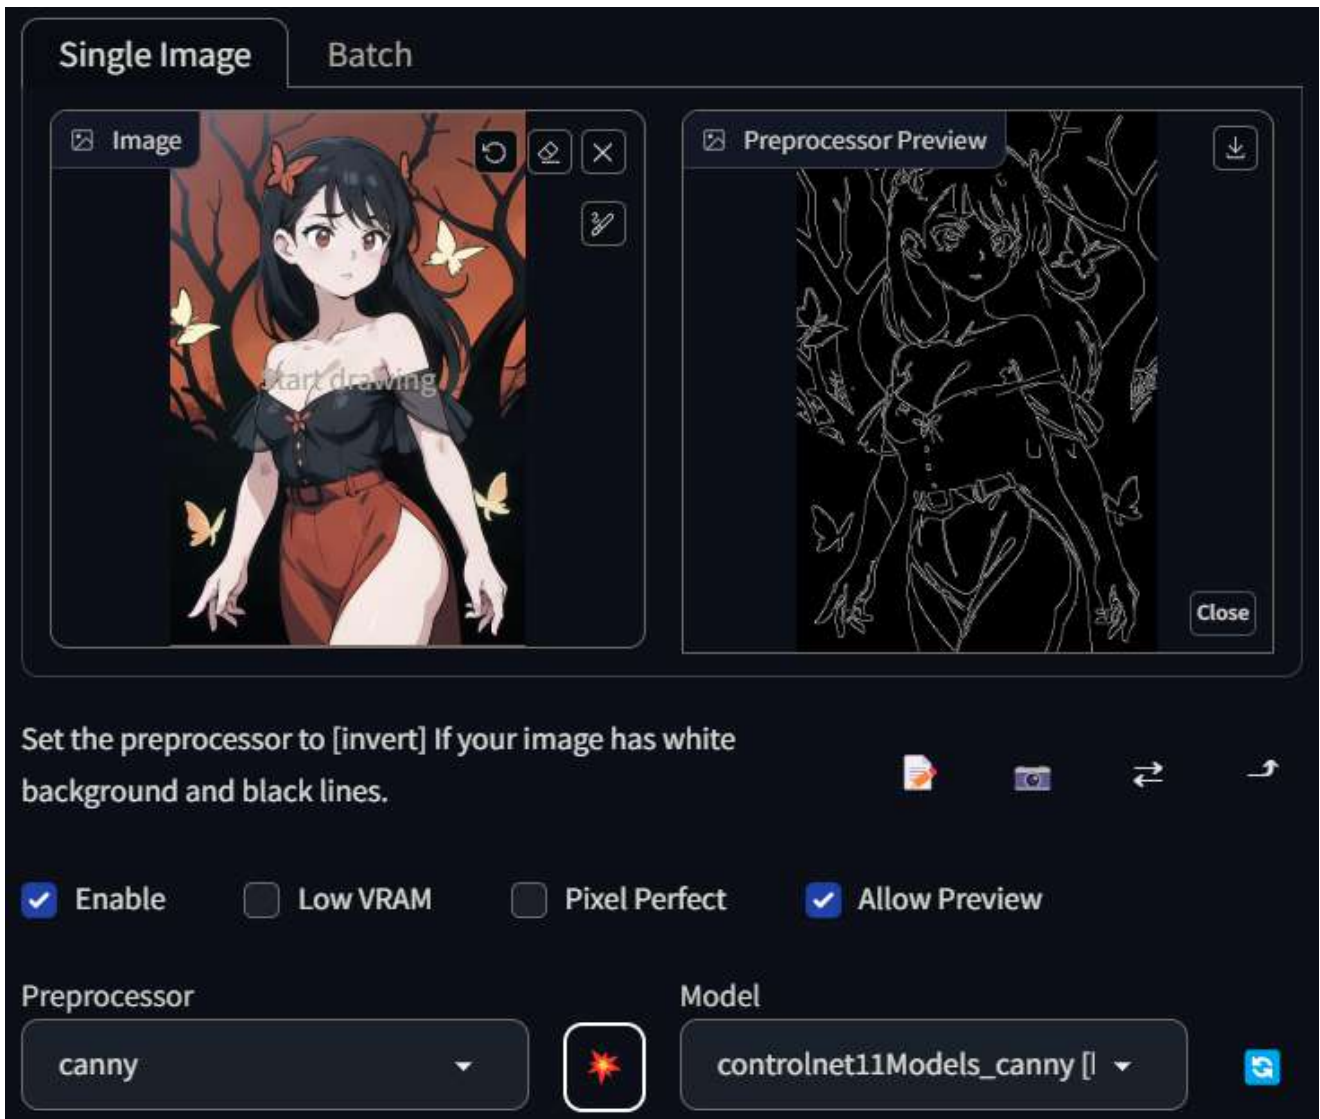 Single Image
Batch
Image
Preprocessor Preview
Start drawing
Close
Set the preprocessor to [invert] If your image has white
background and black lines.
Enable
Low VRAM
Pixel Perfect
Allow Preview
Preprocessor
Model
canny
controlnet11Models_canny [